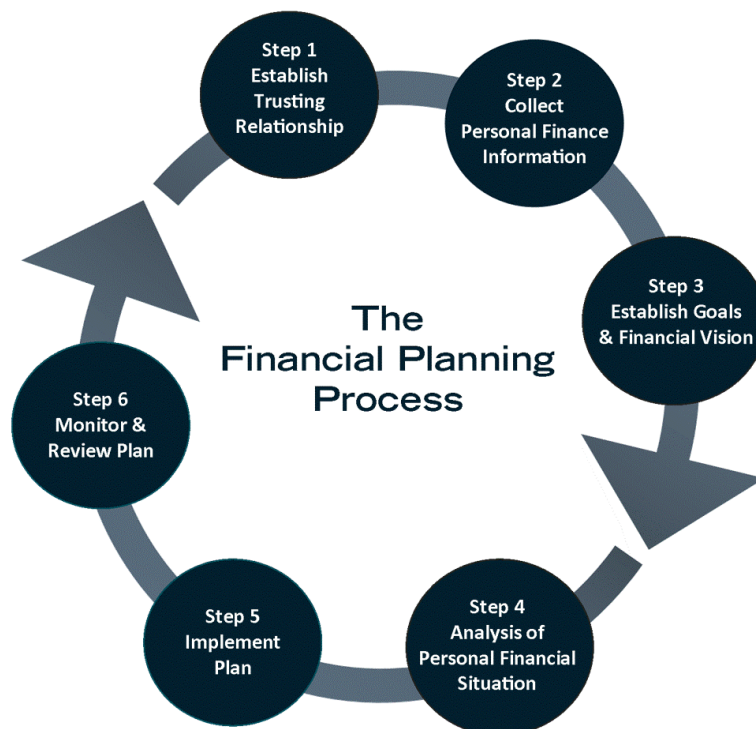 Step 1
Establish
Trusting
Relationship
Step 2
Collect
Personal Finance
Information
Step 3
Establish Goals
& Financial Vision
The
Financial Planning
Process
Step 6
Monitor &
Review Plan
Step 5
Implement
Plan
Step 4
Analysis of
Personal Financial
Situation